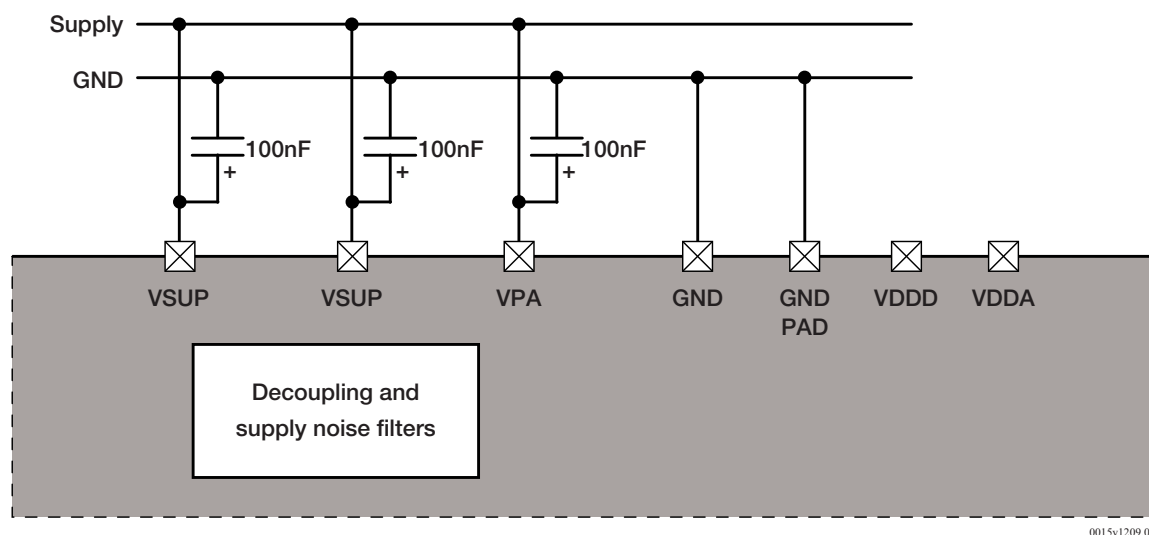 Supply
GND
100nF
100nF
100nF
+
+
+
VSUP
VSUP
VPA
GND
GND
PAD
VDDD
VDDA
Decoupling and
supply noise filters